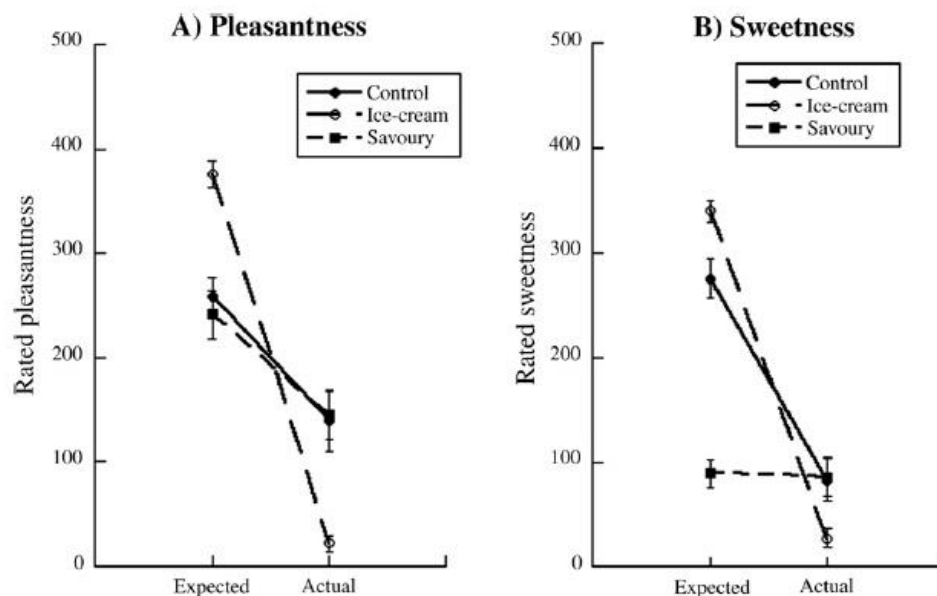 A) Pleasantness
500
400
300
200
100
0
Rated pleasantness
Control
Ice-cream
Savoury
Expected
Actual
B) Sweetness
500
400
300
200
100
0
Rated sweetness
Control
Ice-cream
Savoury
Expected
Actual